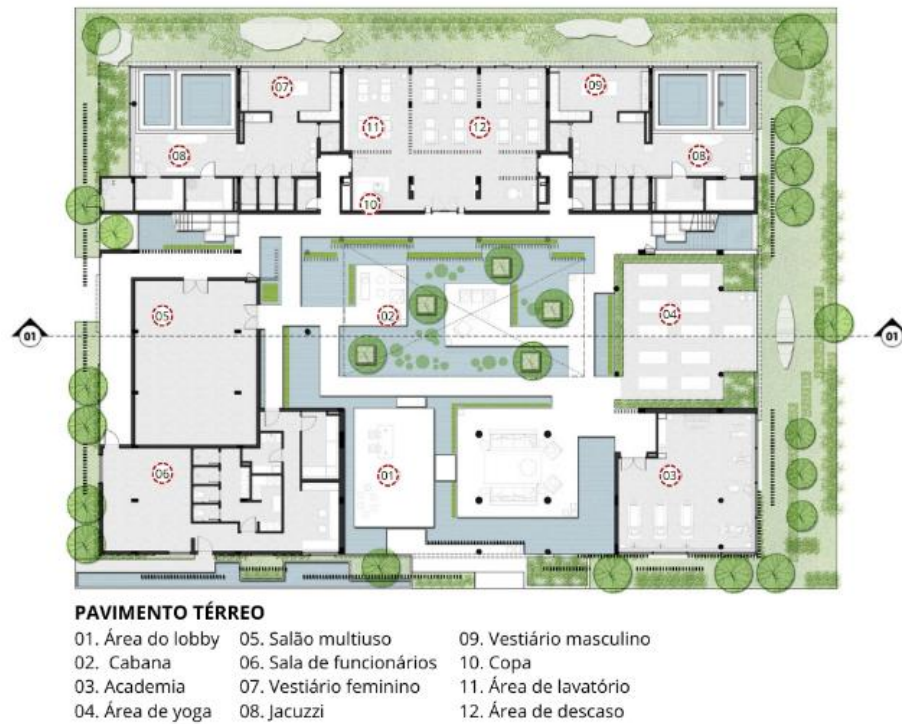 07
09
11
12
08
08
10
05
02
04
01
01
06
01
03
PAVIMENTO TÉRREO
01. Área do lobby
02. Cabana
03. Academia
04. Área de yoga
05. Salão multiuso
06. Sala de funcionários
07. Vestiário feminino
08. Jacuzzi
09. Vestiário masculino
10. Copa
11. Área de lavatório
12. Área de descaso